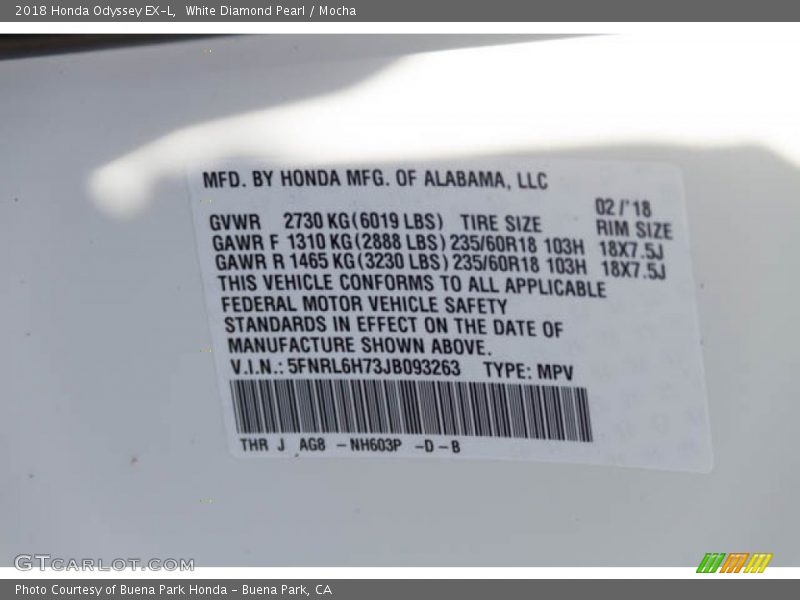 2018 Honda Odyssey EX-L, White Diamond Pearl / Mocha
MFD. BY HONDA MFG. OF ALABAMA, LLC
02/'18
GVWR 2730 KG(6019 LBS) TIRE SIZE RIM SIZE
GAWR F 1310 KG(2888 LBS) 235/60R18 103H 18X7.5J
GAWR R 1465 KG(3230 LBS) 235/60R18 103H 18X7.5J
THIS VEHICLE CONFORMS TO ALL APPLICABLE
FEDERAL MOTOR VEHICLE SAFETY
STANDARDS IN EFFECT ON THE DATE OF
MANUFACTURE SHOWN ABOVE.
V.I.N.: 5FNRL6H73JB093263 TYPE: MPV
THR J AG8 -NH603P -D-B
GTCARLOT.COM
Photo Courtesy of Buena Park Honda - Buena Park, CA